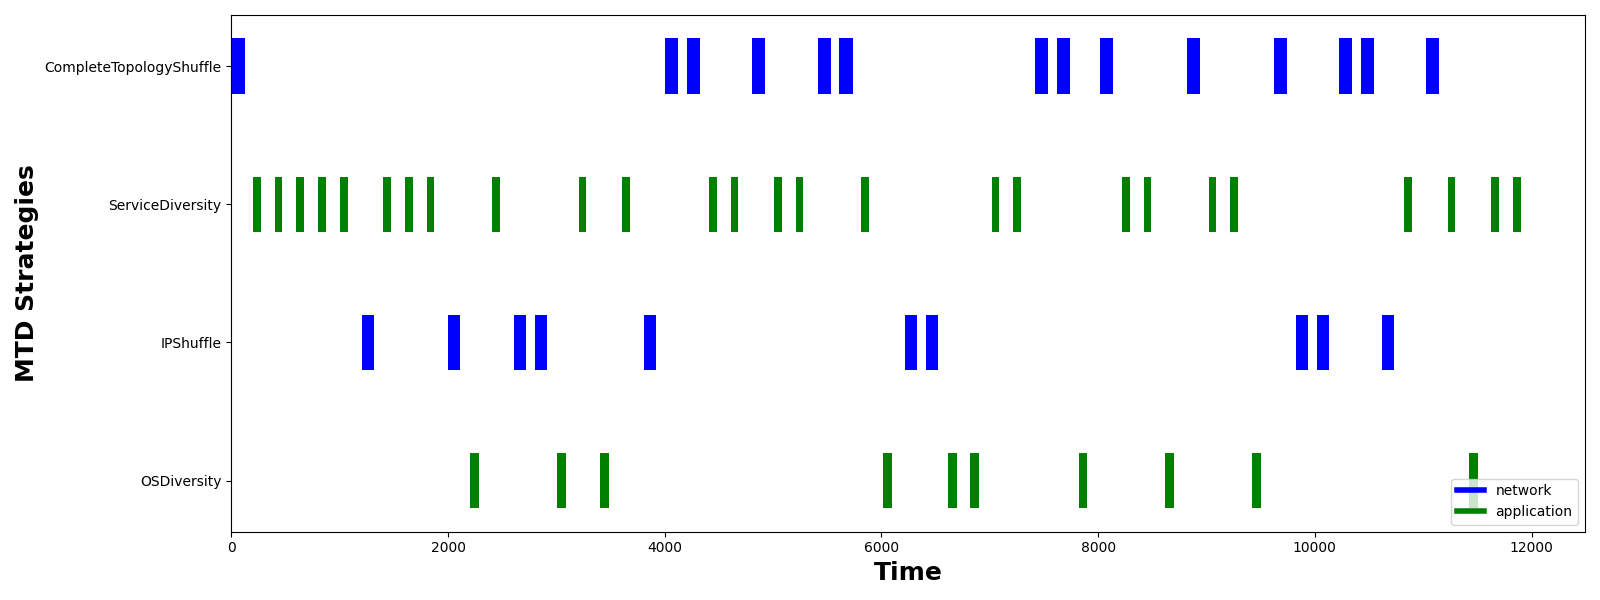 MTD Strategies
CompleteTopologyShuffle
ServiceDiversity
IPShuffle
OSDiversity
network
application
0 2000 4000 6000 8000 10000 12000
Time